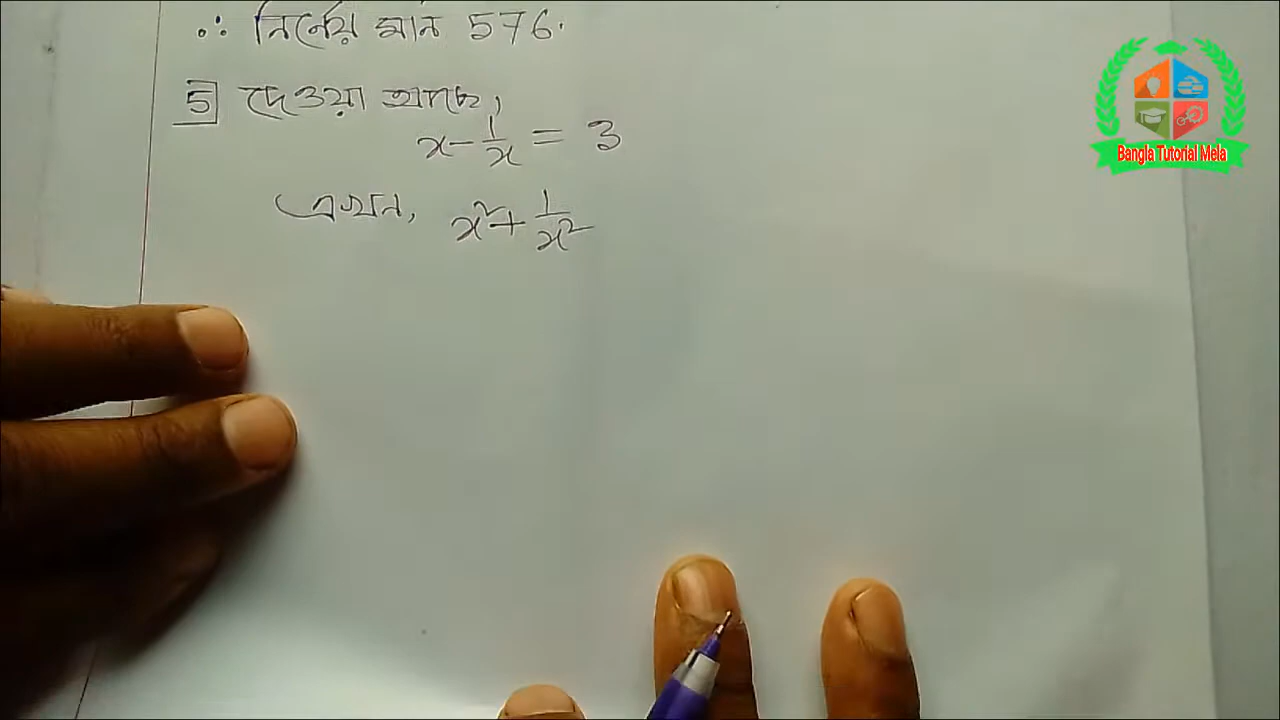 ∴ নির্ণেয় মান 576.
5 দেওয়া আছে,
x - 1/x = 3
এখন, x² + 1/x²
Bangla Tutorial Mela